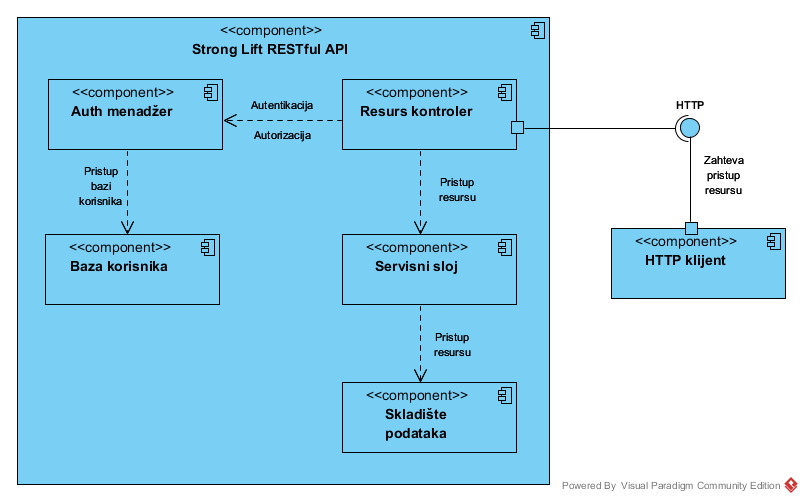 <<component>>
Strong Lift RESTful API
<<component>>
Auth menadžer
Autentikacija
Autorizacija
<<component>>
Resurs kontroler
HTTP
Zahteva
pristup
resursu
Pristup
bazi
korisnika
Pristup
resursu
<<component>>
Baza korisnika
<<component>>
Servisni sloj
<<component>>
HTTP klijent
Pristup
resursu
<<component>>
Skladište
podataka
Powered By Visual Paradigm Community Edition